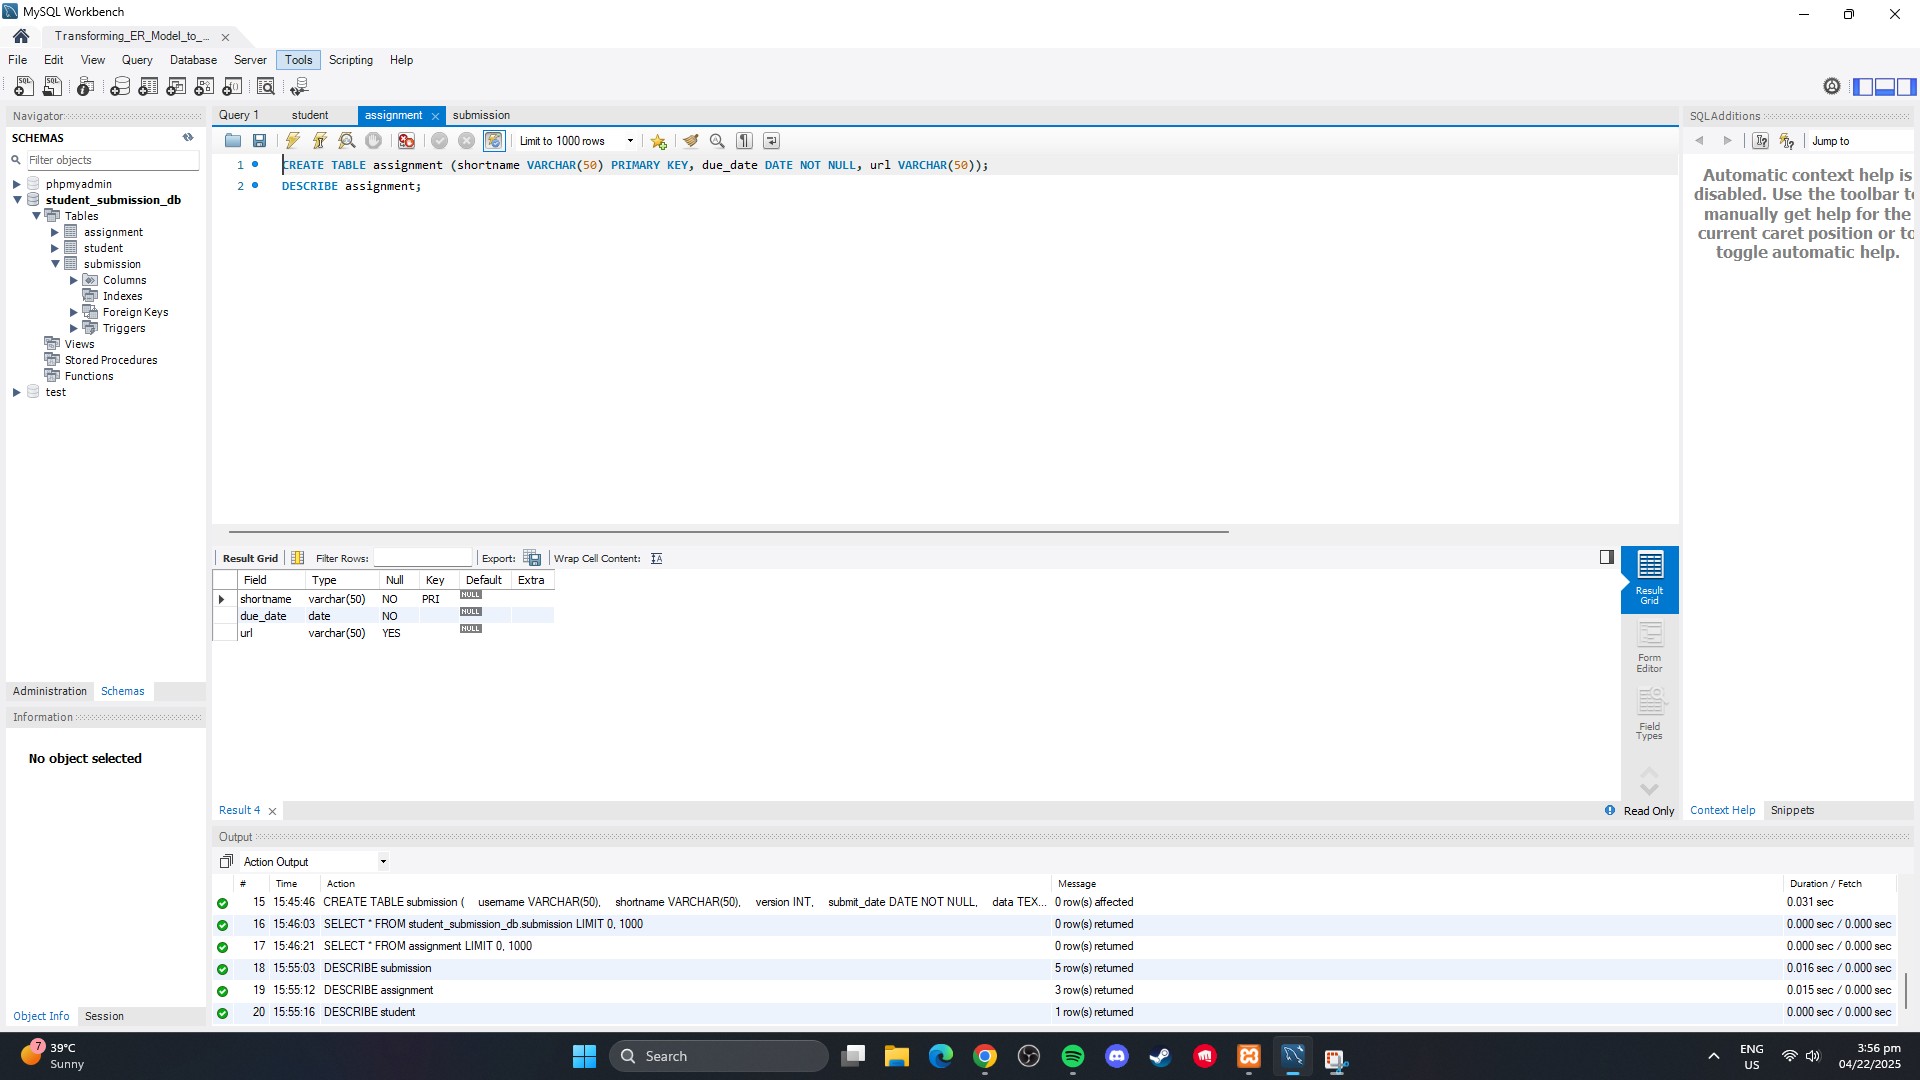 MySQL Workbench
Transforming_ER_Model_to_...
File Edit View Query Database Server Tools Scripting Help
Navigator
SCHEMAS
Filter objects
phpmyadmin
student_submission_db
Tables
assignment
student
submission
Columns
Indexes
Foreign Keys
Triggers
Views
Stored Procedures
Functions
test
Administration Schemas
Information
No object selected
Object Info Session
Query 1 student assignment submission
Limit to 1000 rows
1 CREATE TABLE assignment (shortname VARCHAR(50) PRIMARY KEY, due_date DATE NOT NULL, url VARCHAR(50));
2 DESCRIBE assignment;
Result Grid Filter Rows: Export: Wrap Cell Content:
Field Type Null Key Default Extra
shortname varchar(50) NO PRI NULL
due_date date NO NULL
url varchar(50) YES NULL
Result Grid
Form Editor
Field Types
Result 4
Read Only
SQLAdditions
Jump to
Automatic context help is
disabled. Use the toolbar to
manually get help for the
current caret position or to
toggle automatic help.
Context Help Snippets
Output
Action Output
# Time Action Message Duration / Fetch
15 15:45:46 CREATE TABLE submission ( username VARCHAR(50), shortname VARCHAR(50), version INT, submit_date DATE NOT NULL, data TEX... 0 row(s) affected 0.031 sec
16 15:46:03 SELECT * FROM student_submission_db.submission LIMIT 0, 1000 0 row(s) returned 0.000 sec / 0.000 sec
17 15:46:21 SELECT * FROM assignment LIMIT 0, 1000 0 row(s) returned 0.000 sec / 0.000 sec
18 15:55:03 DESCRIBE submission 5 row(s) returned 0.016 sec / 0.000 sec
19 15:55:12 DESCRIBE assignment 3 row(s) returned 0.015 sec / 0.000 sec
20 15:55:16 DESCRIBE student 1 row(s) returned 0.000 sec / 0.000 sec
7
39°C
Sunny
Search
ENG
US
3:56 pm
04/22/2025